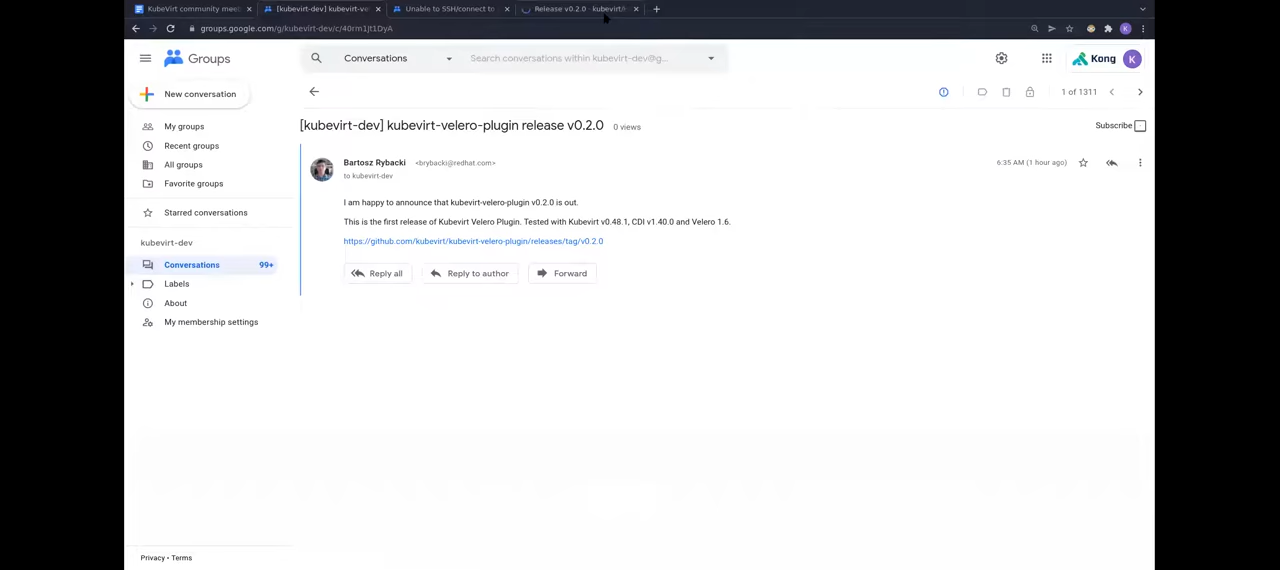 KubeVirt community mee
[kubevirt-dev] kubevirt-ve
Unable to SSH/connect to
Release v0.2.0 · kubevirt/
groups.google.com/g/kubevirt-dev/c/40rm1Jt1DyA
K
Groups
Conversations
Search conversations within kubevirt-dev@g...
Kong
K
New conversation
1 of 1311
My groups
Recent groups
All groups
Favorite groups
Starred conversations
kubevirt-dev
Conversations
99+
Labels
About
My membership settings
[kubevirt-dev] kubevirt-velero-plugin release v0.2.0
0 views
Subscribe
Bartosz Rybacki
<brybacki@redhat.com>
6:35 AM (1 hour ago)
to kubevirt-dev
I am happy to announce that kubevirt-velero-plugin v0.2.0 is out.
This is the first release of Kubevirt Velero Plugin. Tested with Kubevirt v0.48.1, CDI v1.40.0 and Velero 1.6.
https://github.com/kubevirt/kubevirt-velero-plugin/releases/tag/v0.2.0
Reply all
Reply to author
Forward
Privacy • Terms